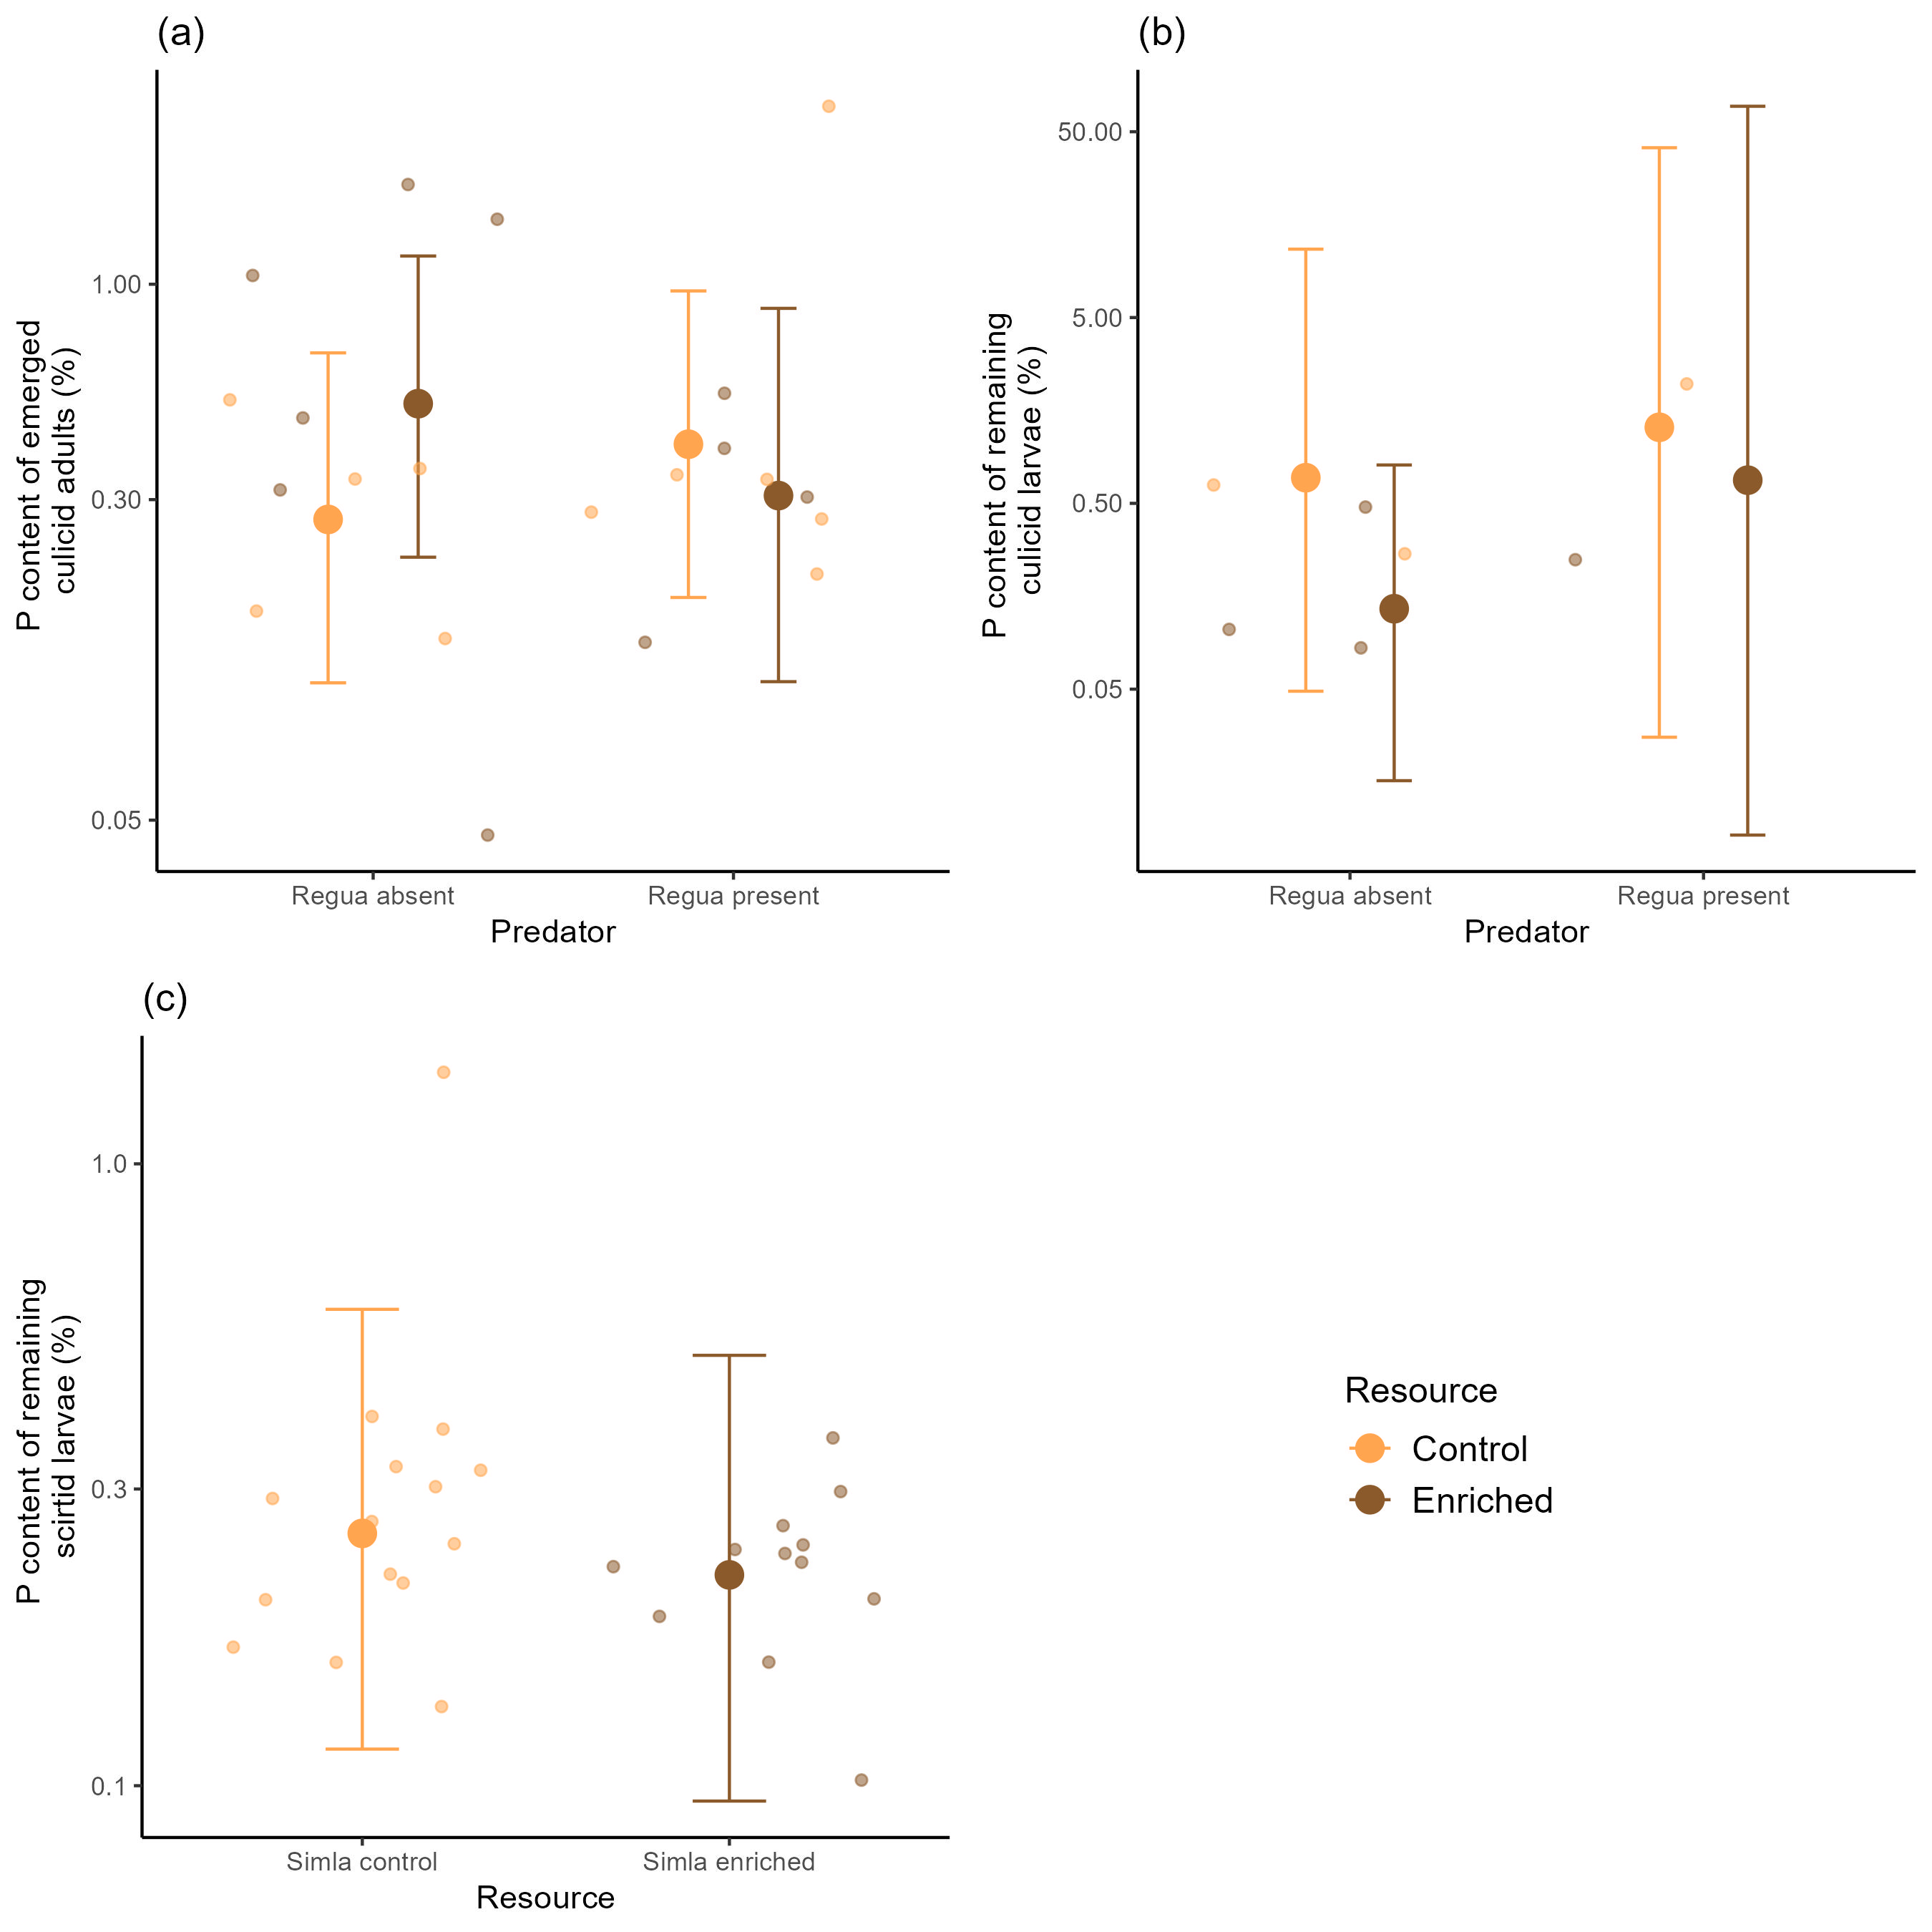 (a)
P content of emerged
culicid adults (%)
1.00
0.30
0.05
Regua absent
Regua present
Predator
(b)
P content of remaining
culicid larvae (%)
50.00
5.00
0.50
0.05
Regua absent
Regua present
Predator
(c)
P content of remaining
scirtid larvae (%)
1.0
0.3
0.1
Simla control
Simla enriched
Resource
Resource
Control
Enriched